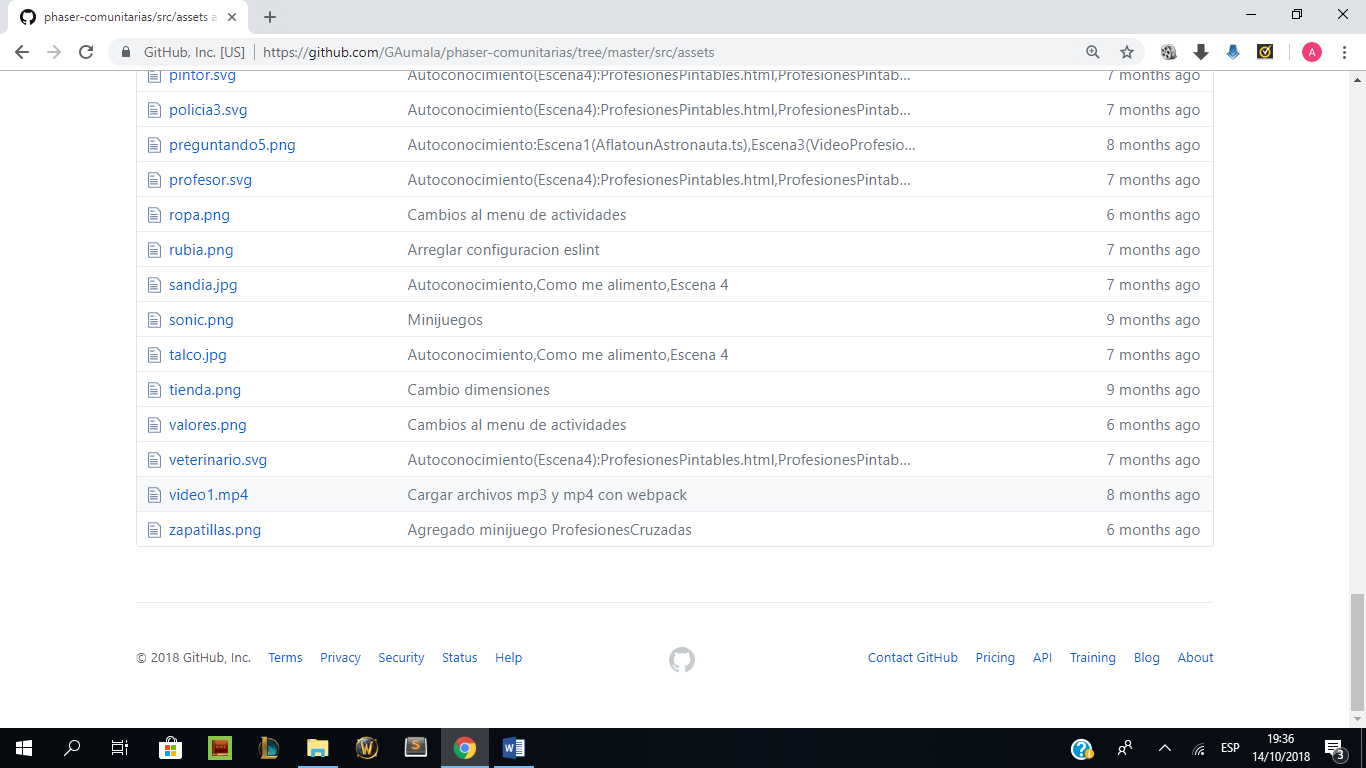 phaser-comunitarias/src/assets a
GitHub, Inc. [US] https://github.com/GAumala/phaser-comunitarias/tree/master/src/assets A
pintor.svg Autoconocimiento(Escena4):ProfesionesPintables.html,ProfesionesPintab... 7 months ago
policia3.svg Autoconocimiento(Escena4):ProfesionesPintables.html,ProfesionesPintab... 7 months ago
preguntando5.png Autoconocimiento:Escena1(AflatounAstronauta.ts),Escena3(VideoProfesio... 8 months ago
profesor.svg Autoconocimiento(Escena4):ProfesionesPintables.html,ProfesionesPintab... 7 months ago
ropa.png Cambios al menu de actividades 6 months ago
rubia.png Arreglar configuracion eslint 7 months ago
sandia.jpg Autoconocimiento,Como me alimento,Escena 4 7 months ago
sonic.png Minijuegos 9 months ago
talco.jpg Autoconocimiento,Como me alimento,Escena 4 7 months ago
tienda.png Cambio dimensiones 9 months ago
valores.png Cambios al menu de actividades 6 months ago
veterinario.svg Autoconocimiento(Escena4):ProfesionesPintables.html,ProfesionesPintab... 7 months ago
video1.mp4 Cargar archivos mp3 y mp4 con webpack 8 months ago
zapatillas.png Agregado minijuego ProfesionesCruzadas 6 months ago
© 2018 GitHub, Inc. Terms Privacy Security Status Help Contact GitHub Pricing API Training Blog About
ESP 19:36
14/10/2018 3